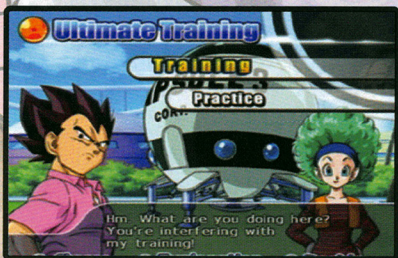 Ultimate Training
Training
Practice
CORP.
Hm. What are you doing here?
You're interfering with
my training!